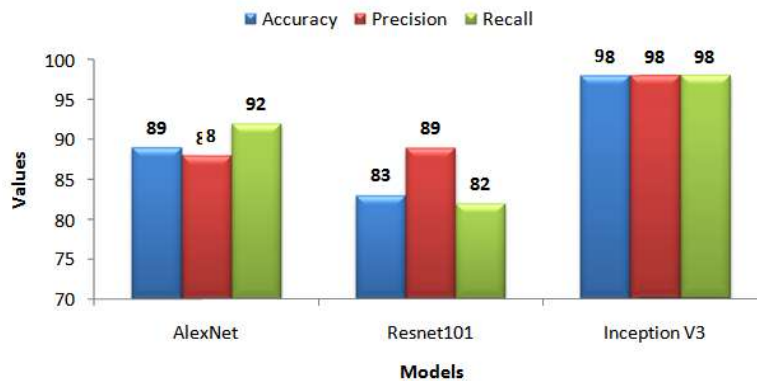 Accuracy Precision Recall
100
95
90
85
80
75
70
Values
89 88 92
83 89 82
98 98 98
AlexNet Resnet101 Inception V3
Models